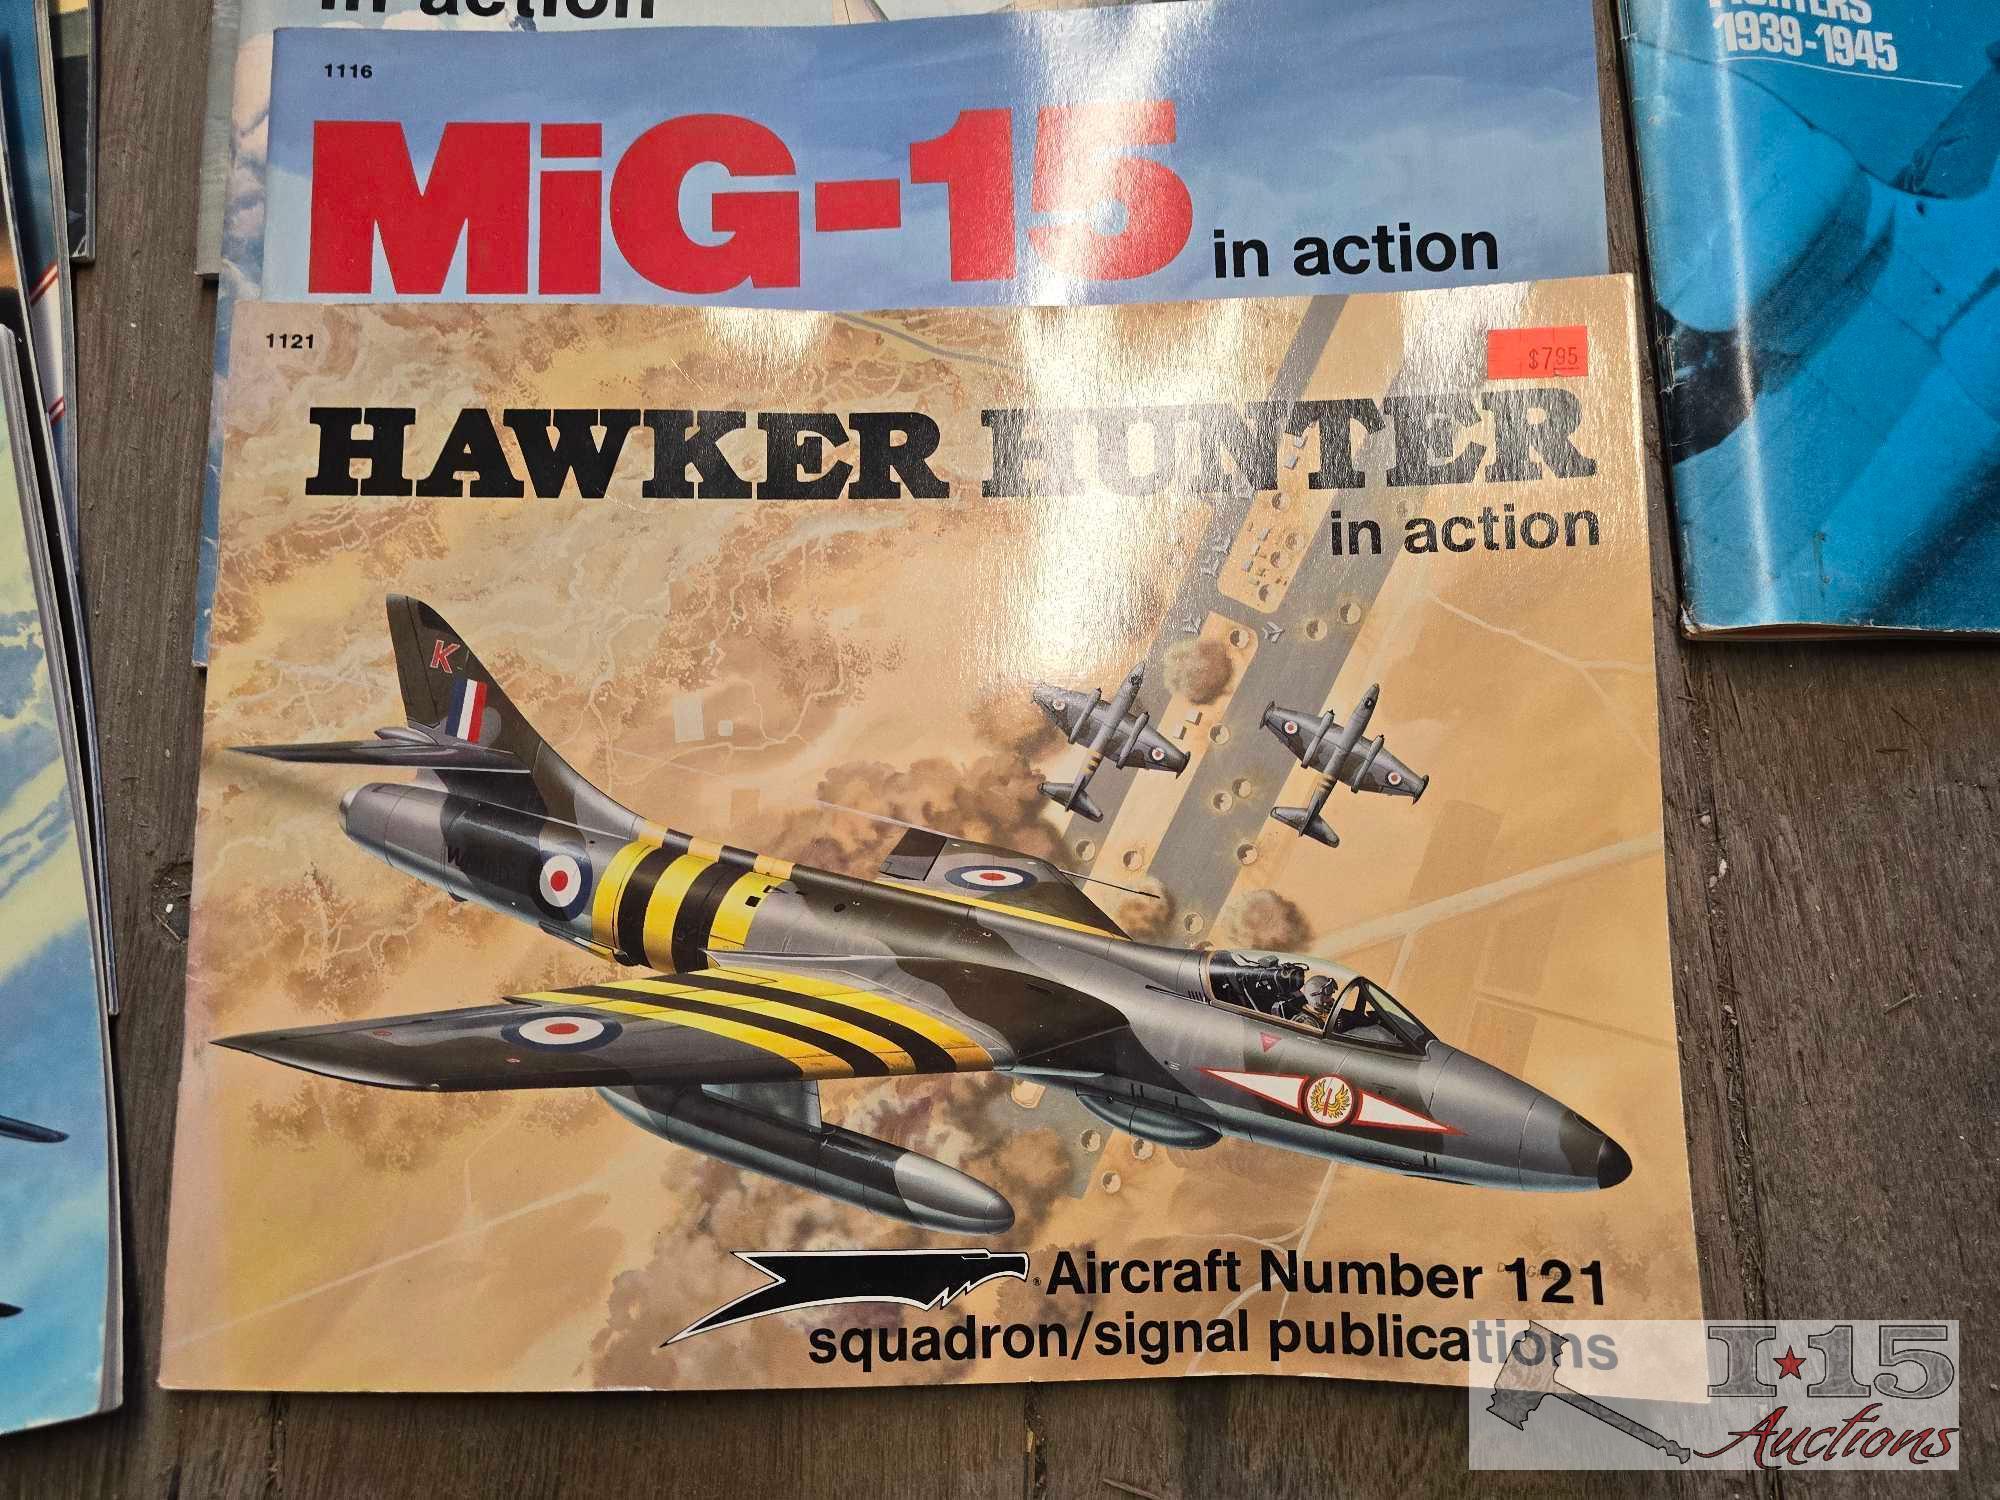 in action
FIGHTERS
1939-1945
1116
MiG-15
in action
1121
$7.95
HAWKER HUNTER
in action
K
Aircraft Number 121
squadron/signal publications
I-15
Auctions